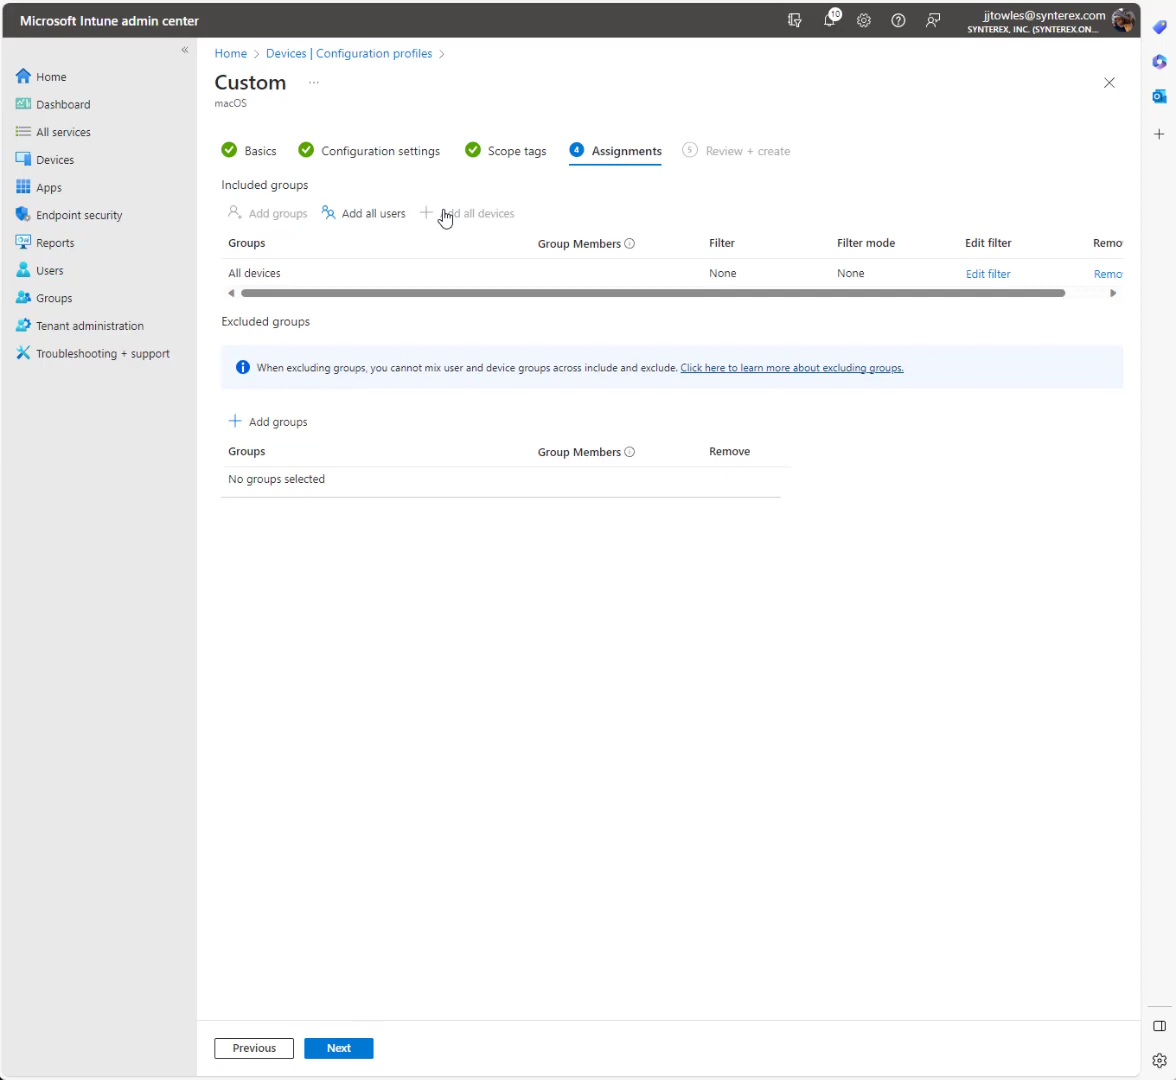 Microsoft Intune admin center
10
jjtowles@synterex.com
SYNTEREX, INC. (SYNTEREX.ON...
«
Home
Dashboard
All services
Devices
Apps
Endpoint security
Reports
Users
Groups
Tenant administration
Troubleshooting + support
Home > Devices | Configuration profiles >
Custom ...
macOS
Basics
Configuration settings
Scope tags
4 Assignments
5 Review + create
Included groups
Add groups
Add all users
all devices
Groups Group Members Filter Filter mode Edit filter Remo
All devices None None Edit filter Remo
Excluded groups
When excluding groups, you cannot mix user and device groups across include and exclude. Click here to learn more about excluding groups.
Add groups
Groups Group Members Remove
No groups selected
Previous
Next